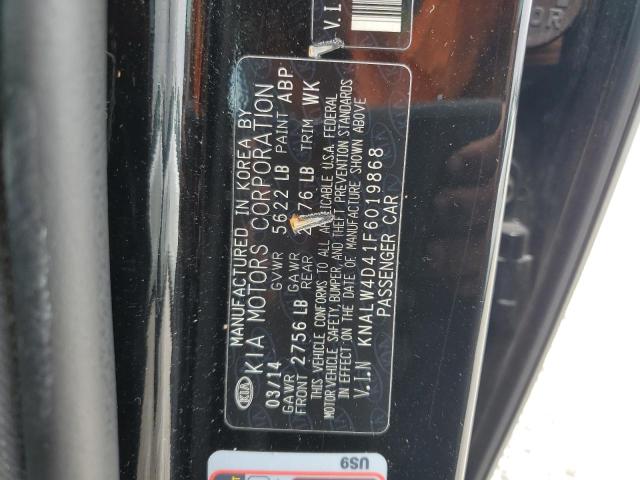 MANUFACTURED IN KOREA BY
KIA KIA MOTORS CORPORATION
03/14 GVWR 5622 LB PAINT ABP
GAWR FRONT 2756 LB GAWR REAR 76 LB TRIM WK
THIS VEHICLE CONFORMS TO ALL APPLICABLE U.S.A. FEDERAL
MOTOR VEHICLE SAFETY, BUMPER, AND THEFT PREVENTION STANDARDS
IN EFFECT ON THE DATE OF MANUFACTURE SHOWN ABOVE
V.I.N KNALW4D41F6019868
PASSENGER CAR
V.I
US9